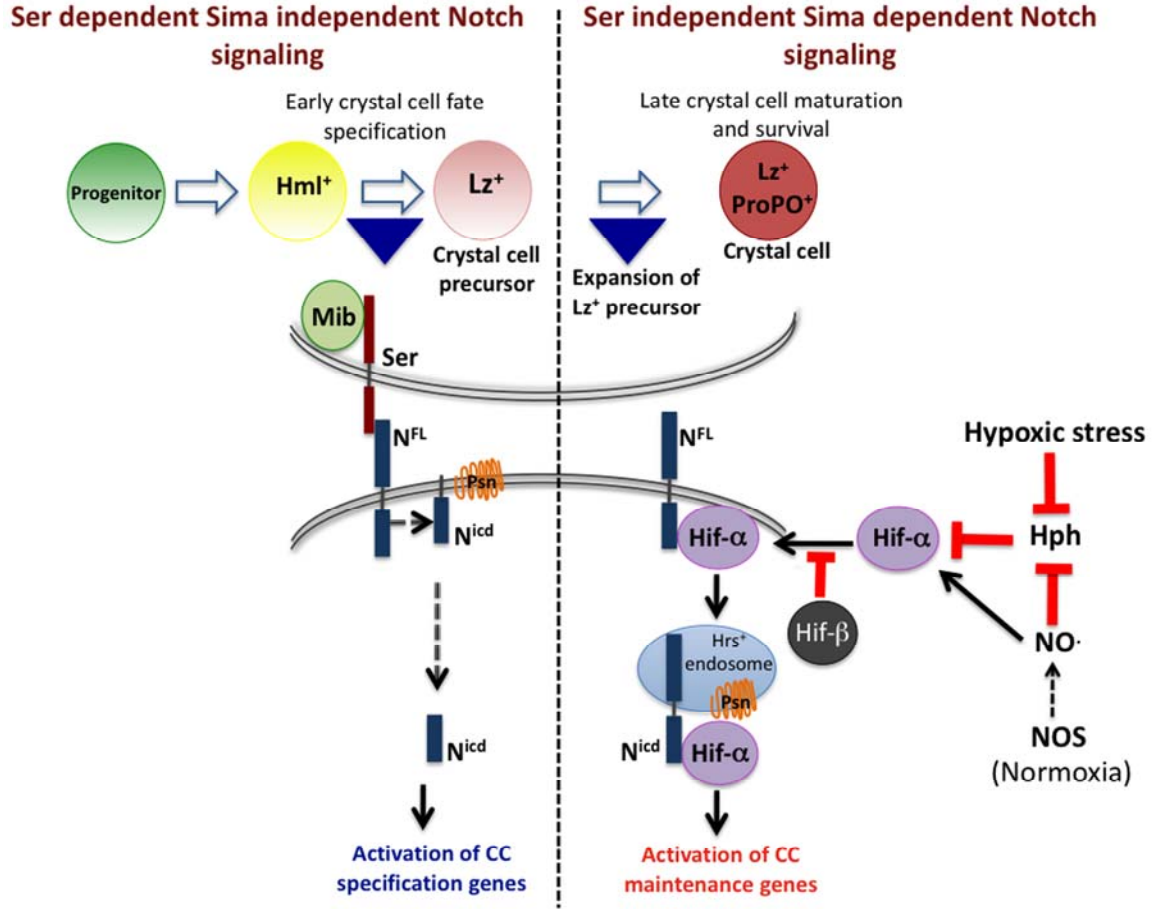 Ser dependent Sima independent Notch
signaling
Early crystal cell fate
specification
Progenitor
Hml⁺
Lz⁺
Crystal cell
precursor
Mib
Ser
Nᶠᴸ
Psn
Nⁱᶜᵈ
Nⁱᶜᵈ
Activation of CC
specification genes
Ser independent Sima dependent Notch
signaling
Late crystal cell maturation
and survival
Lz⁺
ProPO⁺
Crystal cell
Expansion of
Lz⁺ precursor
Nᶠᴸ
Hif-α
Hif-α
Hypoxic stress
Hph
Hif-β
NO·
NOS
(Normoxia)
Hrs⁺
endosome
Psn
Nⁱᶜᵈ
Hif-α
Activation of CC
maintenance genes